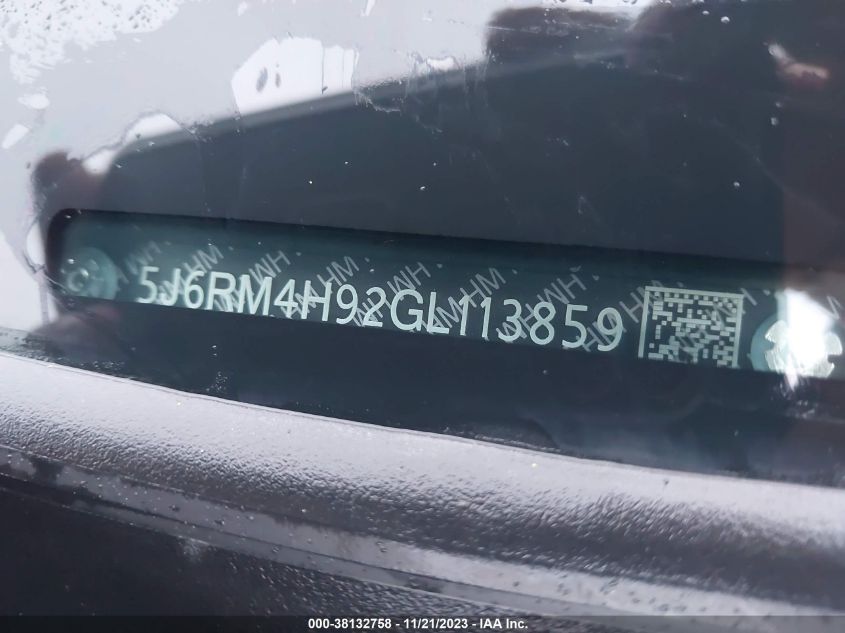 5J6RM4H92GL113859
000-38132758 - 11/21/2023 - IAA Inc.